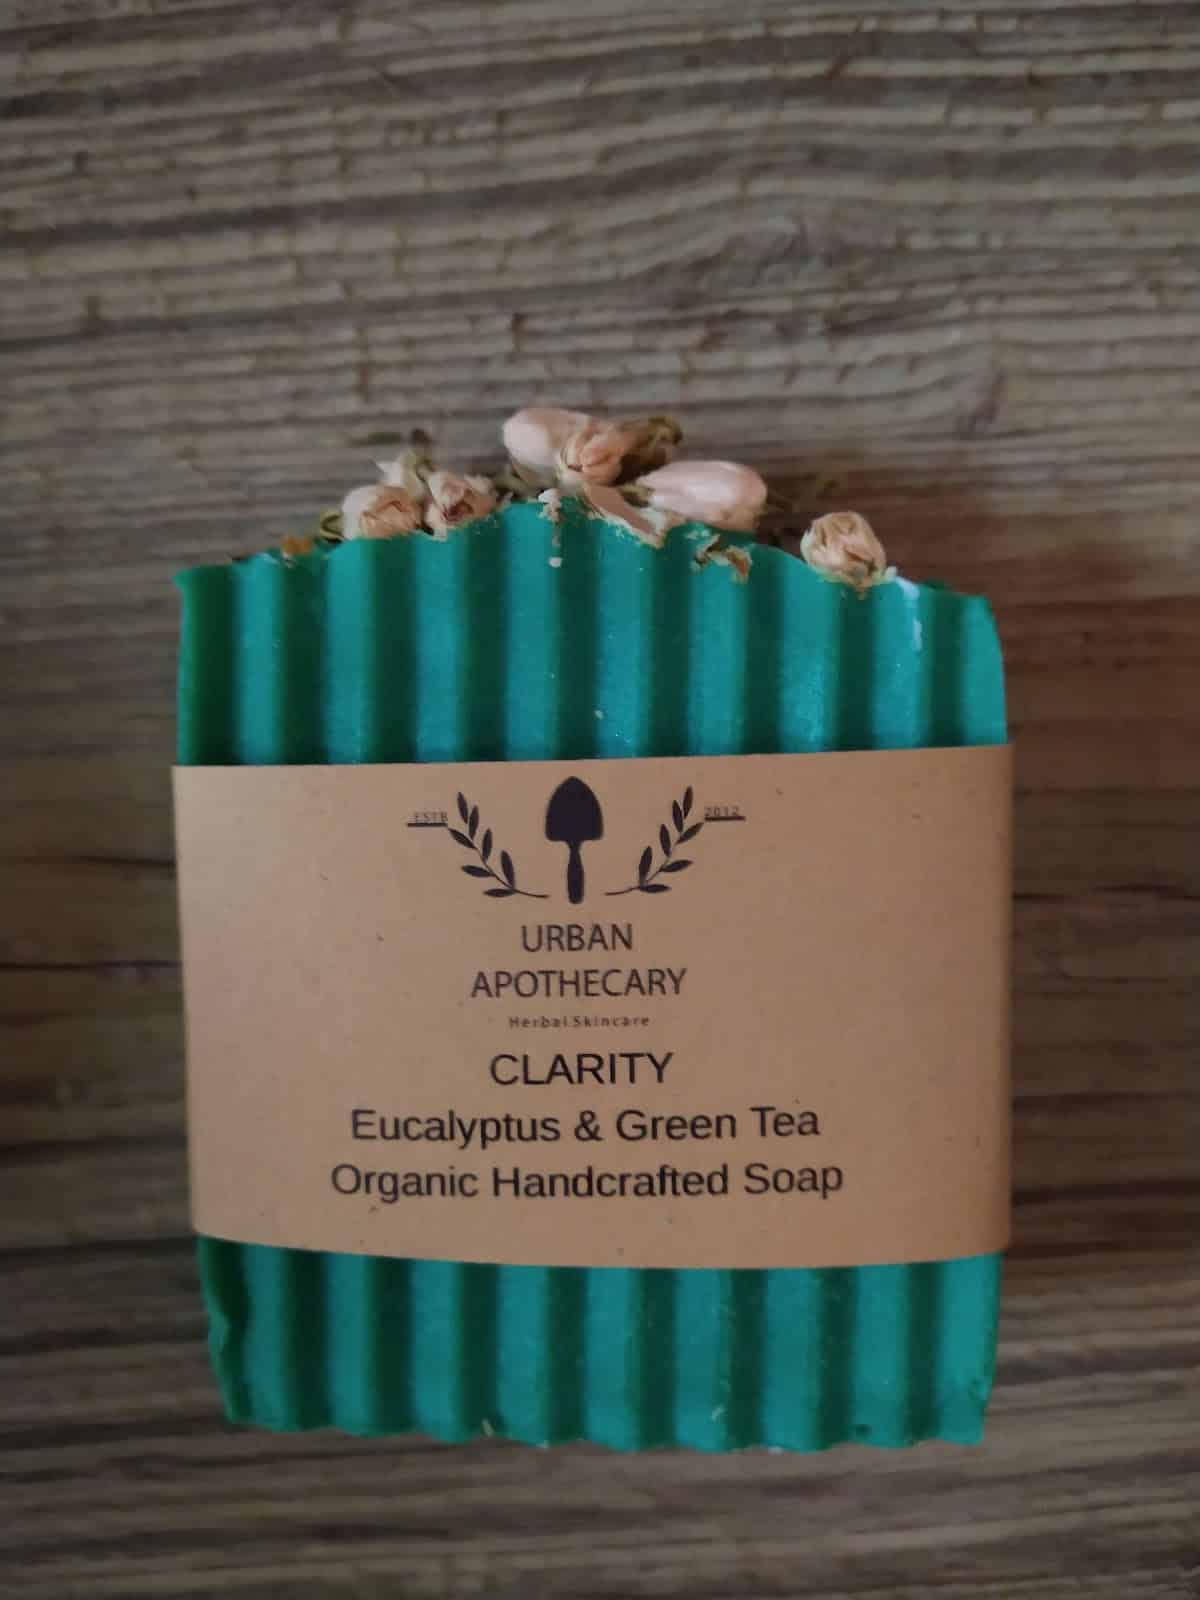 ESTB 2012
URBAN
APOTHECARY
Herbal Skincare
CLARITY
Eucalyptus & Green Tea
Organic Handcrafted Soap